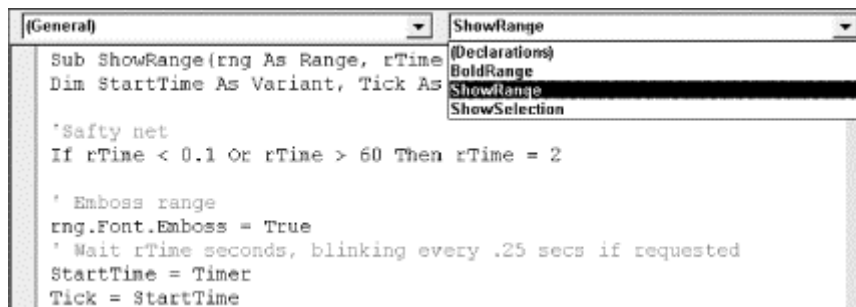 (General) ShowRange
(Declarations)
BoldRange
ShowRange
ShowSelection
Sub ShowRange(rng As Range, rTime
Dim StartTime As Variant, Tick As
'Safty net
If rTime < 0.1 Or rTime > 60 Then rTime = 2
' Emboss range
rng.Font.Emboss = True
' Wait rTime seconds, blinking every .25 secs if requested
StartTime = Timer
Tick = StartTime